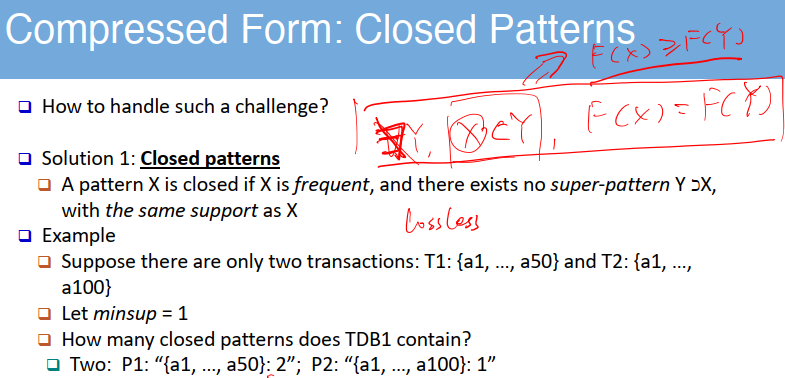 Compressed Form: Closed Patterns
F(X) ≥ F(Y)
How to handle such a challenge?
Y, X ⊂ Y, F(X) = F(Y)
Solution 1: Closed patterns
A pattern X is closed if X is frequent, and there exists no super-pattern Y ⊃X,
with the same support as X
lossless
Example
Suppose there are only two transactions: T1: {a1, …, a50} and T2: {a1, …,
a100}
Let minsup = 1
How many closed patterns does TDB1 contain?
Two: P1: “{a1, …, a50}: 2”; P2: “{a1, …, a100}: 1”